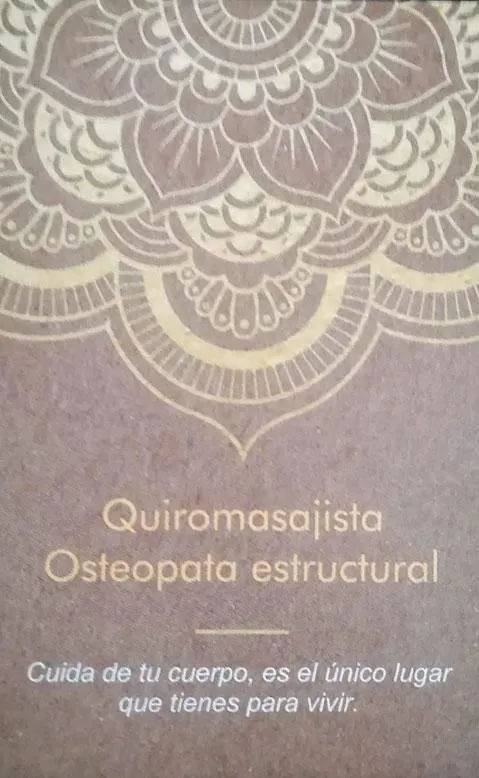 Quiromasajista
Osteopata estructural
Cuida de tu cuerpo, es el único lugar
que tienes para vivir.